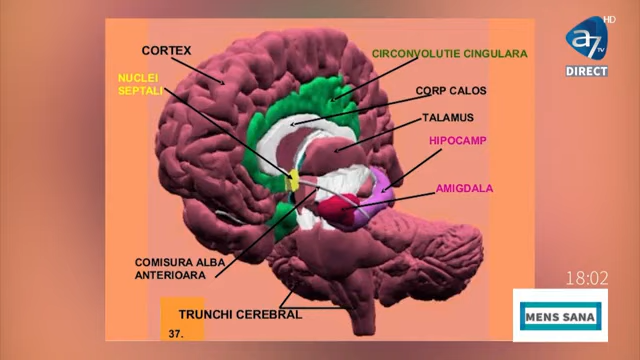 HD
a7
TV
DIRECT
CORTEX
CIRCONVOLUTIE CINGULARA
NUCLEI
SEPTALI
CORP CALOS
TALAMUS
HIPOCAMP
AMIGDALA
COMISURA ALBA
ANTERIOARA
18:02
TRUNCHI CEREBRAL
MENS SANA
37.